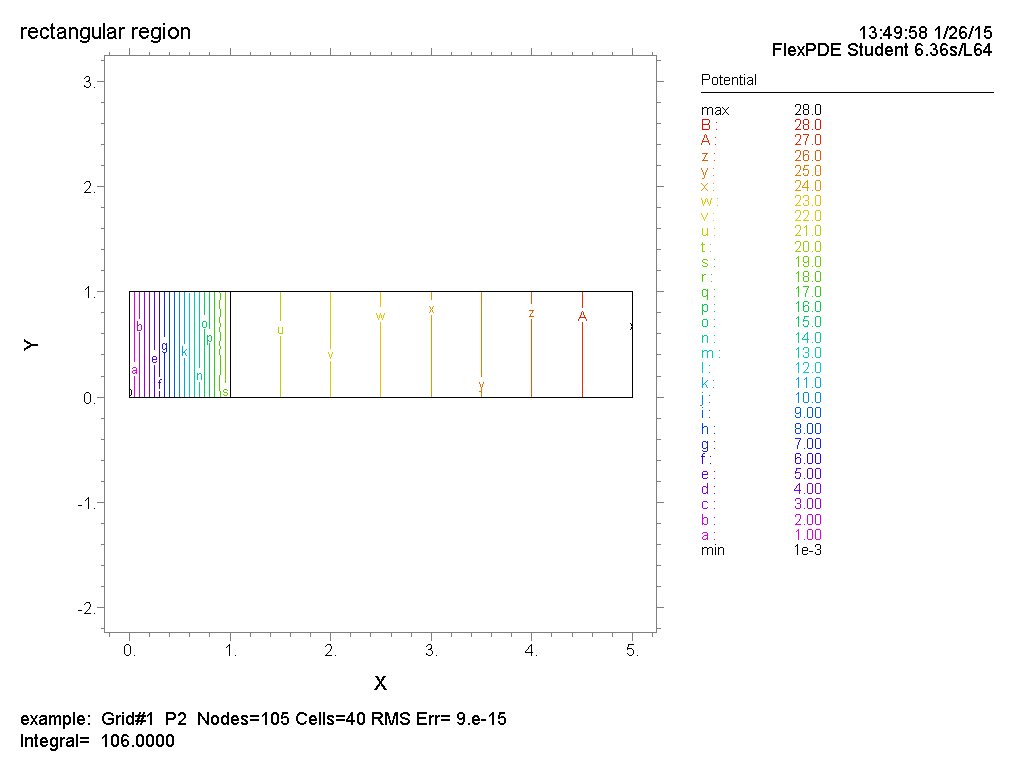 rectangular region
13:49:58 1/26/15
FlexPDE Student 6.36s/L64
Potential
max 28.0
B : 28.0
A : 27.0
z : 26.0
y : 25.0
x : 24.0
w : 23.0
v : 22.0
u : 21.0
t : 20.0
s : 19.0
r : 18.0
q : 17.0
p : 16.0
o : 15.0
n : 14.0
m : 13.0
l : 12.0
k : 11.0
j : 10.0
i : 9.00
h : 8.00
g : 7.00
f : 6.00
e : 5.00
d : 4.00
c : 3.00
b : 2.00
a : 1.00
min 1e-3
3.
2.
1.
0.
-1.
-2.
Y
a b e f g k n o p s u v w x y z A
0. 1. 2. 3. 4. 5.
X
example: Grid#1 P2 Nodes=105 Cells=40 RMS Err= 9.e-15
Integral= 106.0000